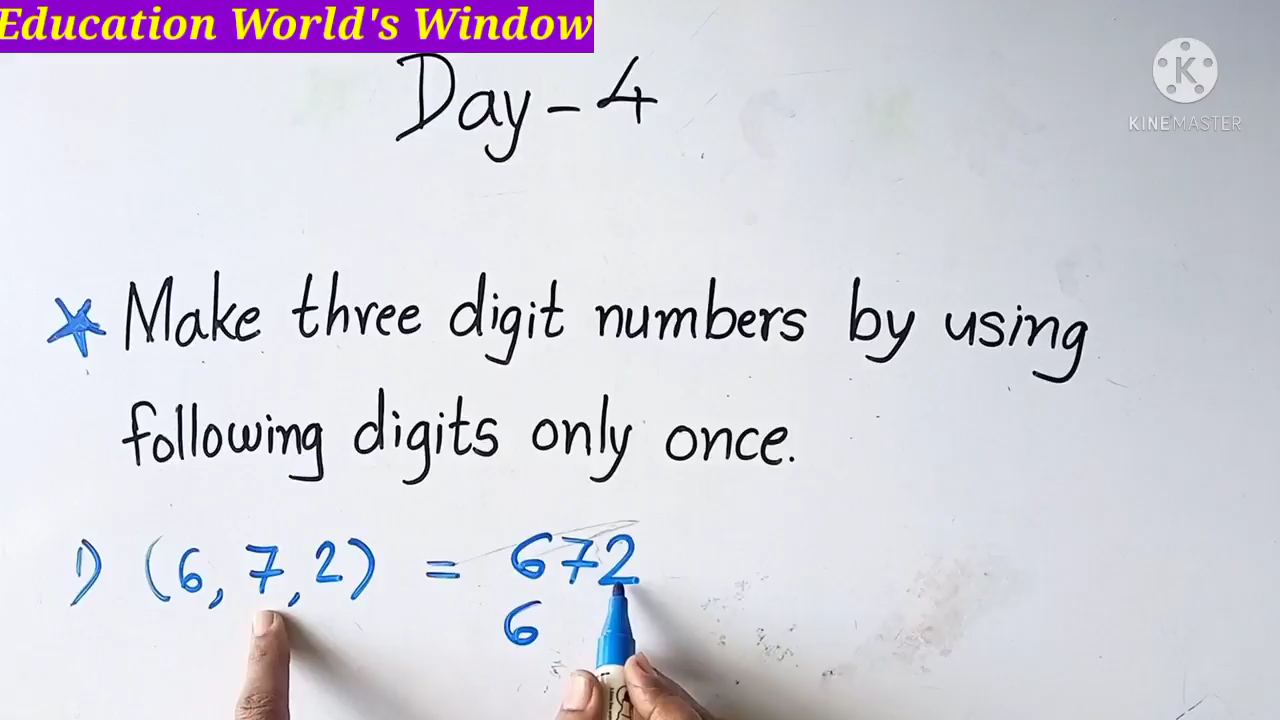 Education World's Window
KINEMASTER
Day - 4
Make three digit numbers by using
following digits only once.
1) (6, 7, 2) = 672
6